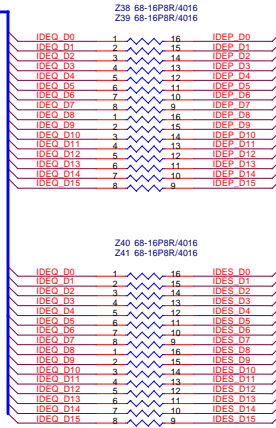 Z38 68-16P8R/4016
Z39 68-16P8R/4016
IDEQ_D0 1 16 IDEP_D0
IDEQ_D1 2 15 IDEP_D1
IDEQ_D2 3 14 IDEP_D2
IDEQ_D3 4 13 IDEP_D3
IDEQ_D4 5 12 IDEP_D4
IDEQ_D5 6 11 IDEP_D5
IDEQ_D6 7 10 IDEP_D6
IDEQ_D7 8 9 IDEP_D7
IDEQ_D8 1 16 IDEP_D8
IDEQ_D9 2 15 IDEP_D9
IDEQ_D10 3 14 IDEP_D10
IDEQ_D11 4 13 IDEP_D11
IDEQ_D12 5 12 IDEP_D12
IDEQ_D13 6 11 IDEP_D13
IDEQ_D14 7 10 IDEP_D14
IDEQ_D15 8 9 IDEP_D15
Z40 68-16P8R/4016
Z41 68-16P8R/4016
IDEQ_D0 1 16 IDES_D0
IDEQ_D1 2 15 IDES_D1
IDEQ_D2 3 14 IDES_D2
IDEQ_D3 4 13 IDES_D3
IDEQ_D4 5 12 IDES_D4
IDEQ_D5 6 11 IDES_D5
IDEQ_D6 7 10 IDES_D6
IDEQ_D7 8 9 IDES_D7
IDEQ_D8 1 16 IDES_D8
IDEQ_D9 2 15 IDES_D9
IDEQ_D10 3 14 IDES_D10
IDEQ_D11 4 13 IDES_D11
IDEQ_D12 5 12 IDES_D12
IDEQ_D13 6 11 IDES_D13
IDEQ_D14 7 10 IDES_D14
IDEQ_D15 8 9 IDES_D15